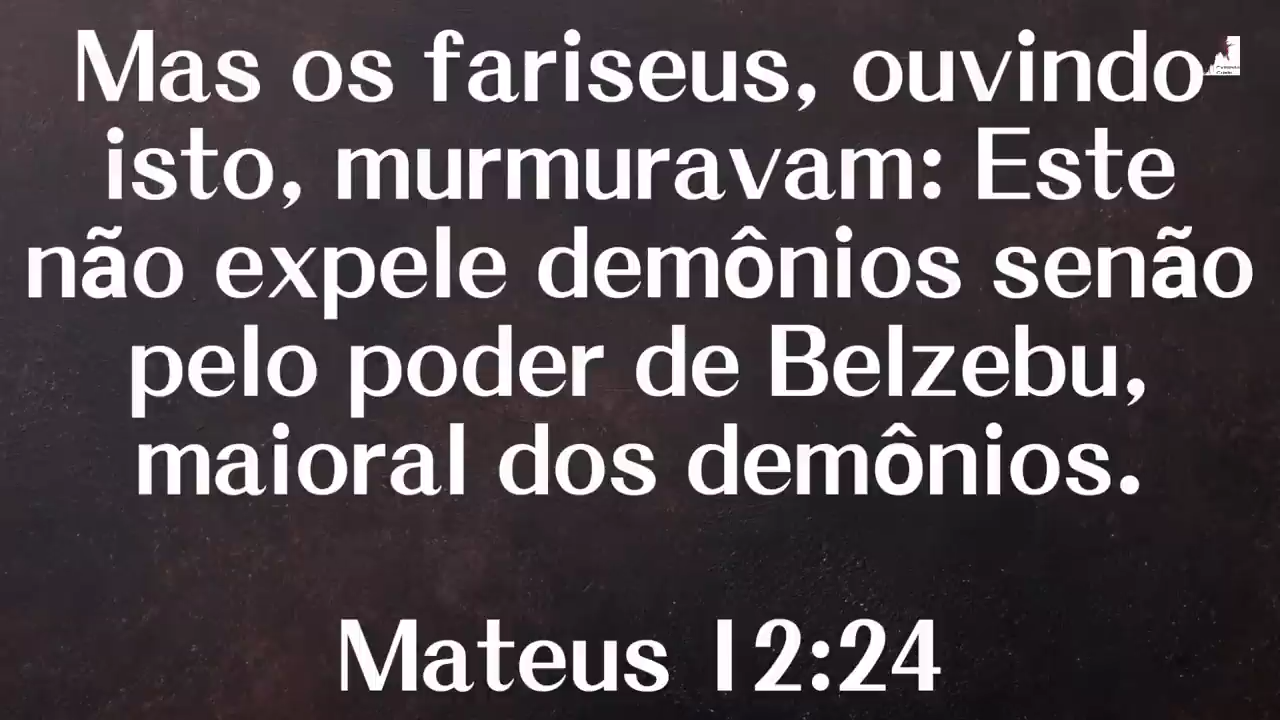 Mas os fariseus, ouvindo
isto, murmuravam: Este
não expele demônios senão
pelo poder de Belzebu,
maioral dos demônios.
Mateus 12:24